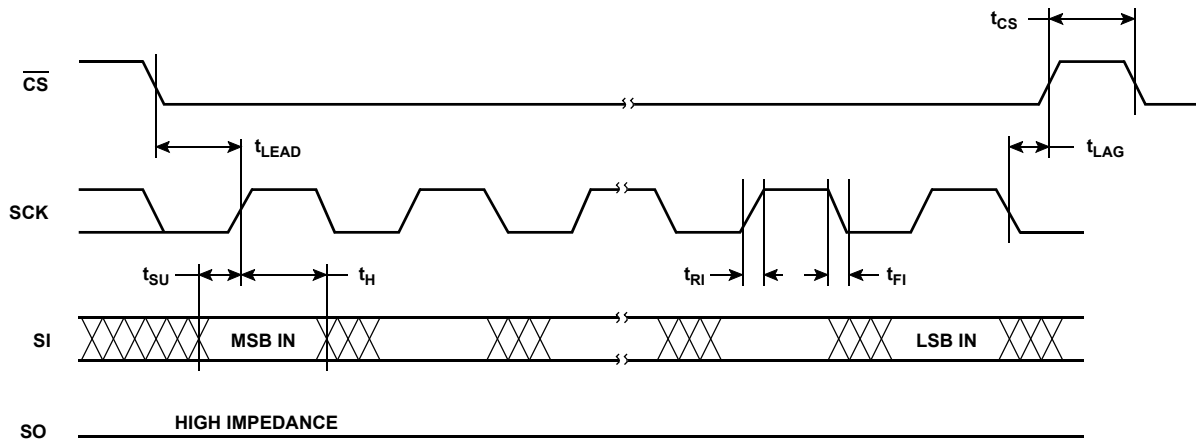 tCS
CS
tLEAD
tLAG
SCK
tSU
tH
tRI
tFI
SI
MSB IN
LSB IN
HIGH IMPEDANCE
SO